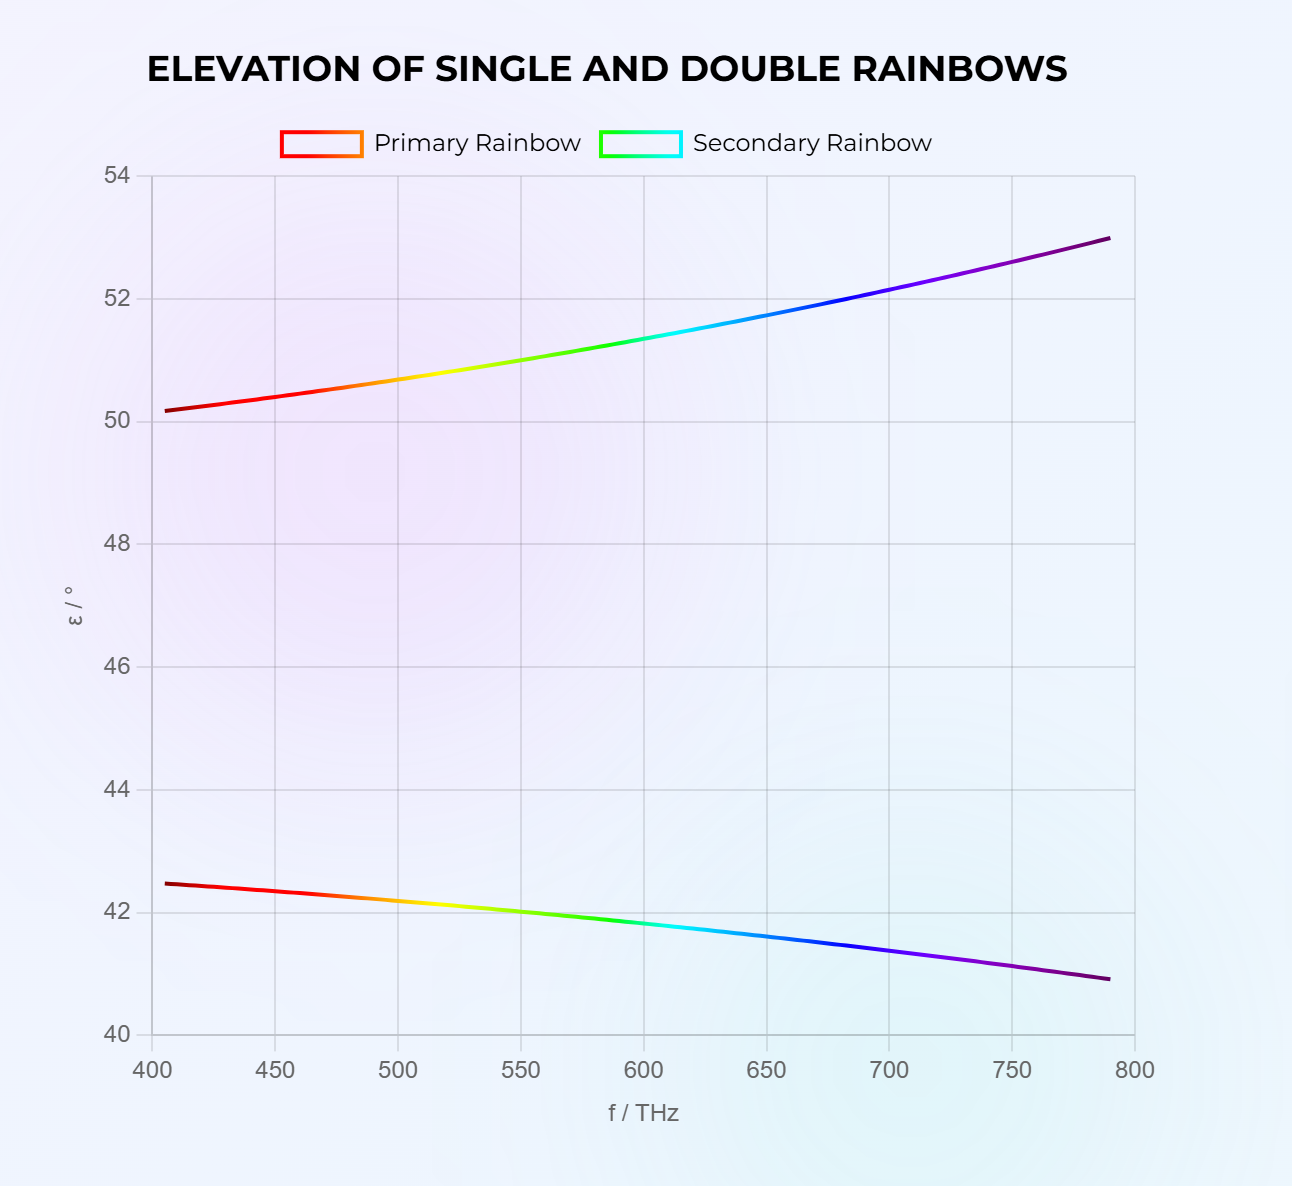 ELEVATION OF SINGLE AND DOUBLE RAINBOWS
Primary Rainbow Secondary Rainbow
54
52
50
48
46
44
42
40
ε / °
400 450 500 550 600 650 700 750 800
f / THz